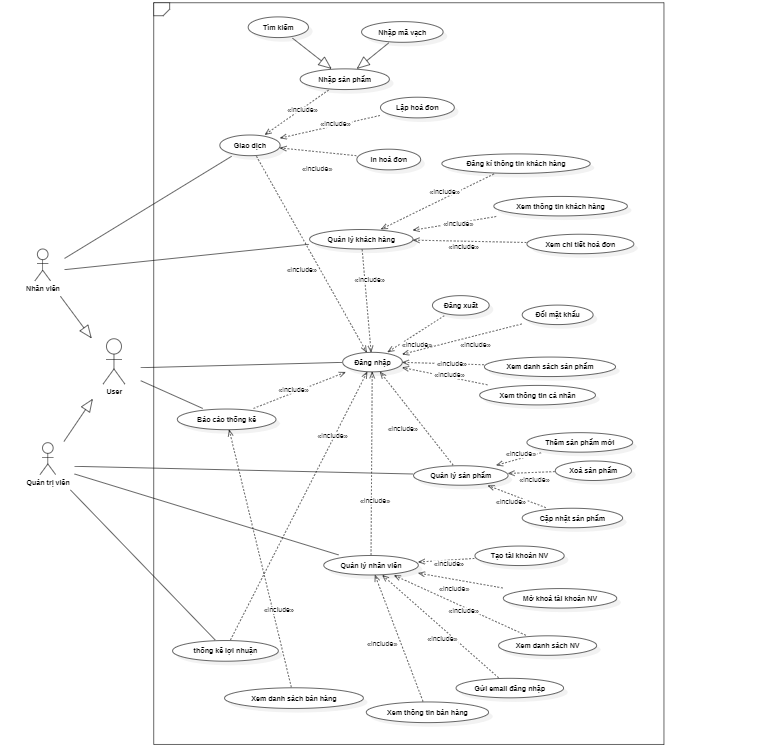 Tìm kiếm
Nhập mã vạch
Nhập sản phẩm
«include»
Lập hoá đơn
«include»
Giao dịch
In hoá đơn
«include»
Đăng kí thông tin khách hàng
«include»
Xem thông tin khách hàng
«include»
Quản lý khách hàng
Xem chi tiết hoá đơn
«include»
«include»
«include»
Nhân viên
Đăng xuất
Đổi mật khẩu
«include»
«include»
Đăng nhập
«include»
Xem danh sách sản phẩm
«include»
User
«include»
Xem thông tin cá nhân
Báo cáo thống kê
«include»
«include»
Thêm sản phẩm mới
«include»
Quản trị viên
Quản lý sản phẩm
Xoá sản phẩm
«include»
«include»
«include»
Cập nhật sản phẩm
Tạo tài khoản NV
Quản lý nhân viên
«include»
«include»
Mở khoá tài khoản NV
«include»
«include»
«include»
«include»
Xem danh sách NV
thống kê lợi nhuận
Gửi email đăng nhập
Xem danh sách bán hàng
Xem thông tin bán hàng